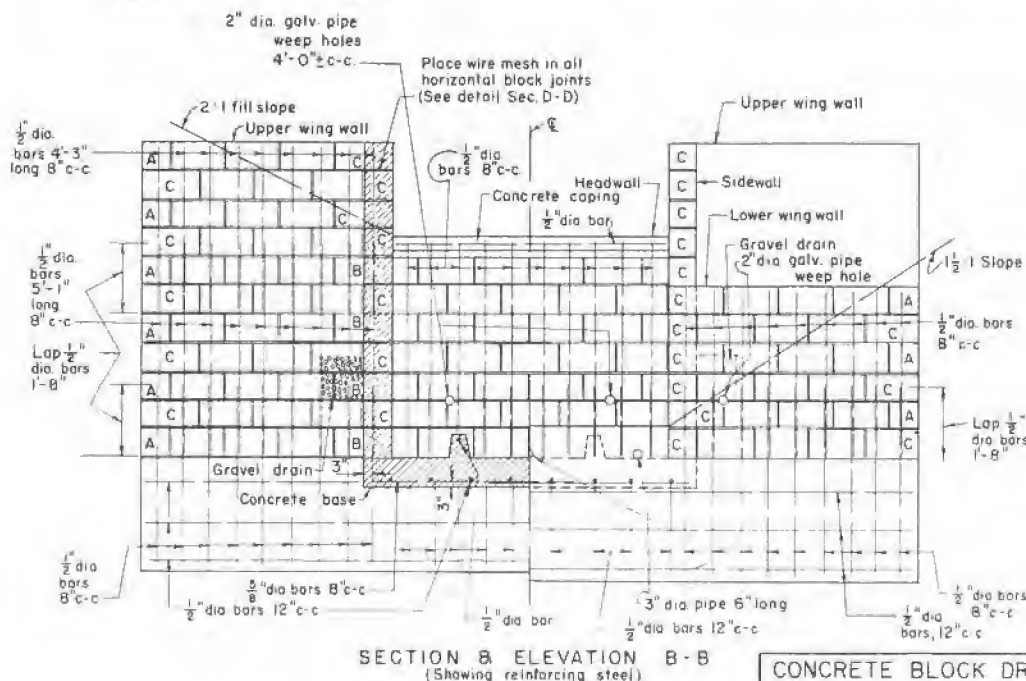 2" dia. galv. pipe
weep holes
4'-0"± c-c.
Place wire mesh in all
horizontal block joints
(See detail Sec. D-D)
℄
2:1 fill slope
Upper wing wall
Upper wing wall
1/2" dia.
bars 4'-3"
long 8" c-c.
1/2" dia.
bars 8" c-c.
Headwall
Concrete coping
1/2" dia bar
Sidewall
Lower wing wall
Gravel drain
2" dia galv. pipe
weep hole
1 1/2 : 1 Slope
1/2" dia.
bars
5'-1"
long
8" c-c
1/2" dia. bars
8" c-c
Lap 1/2"
dia. bars
1'-8"
Lap 1/2"
dia bars
1'-8"
A C C C
C C C
A C C
C C C
A B C
C C C C A
A B C C
C C C A
A B C C C
C C C C A
A B C C
Gravel drain
3"
Concrete base
3"
1/2" dia.
bars
8" c-c
5/8" dia bars 8" c-c
1/2" dia bars 12" c-c
1/2" dia bar
3" dia. pipe 6" long
1/2" dia bars 12" c-c
1/2" dia
bars, 12" c-c
1/2" dia bars
8" c-c
SECTION & ELEVATION B-B
(Showing reinforcing steel)
CONCRETE BLOCK DR